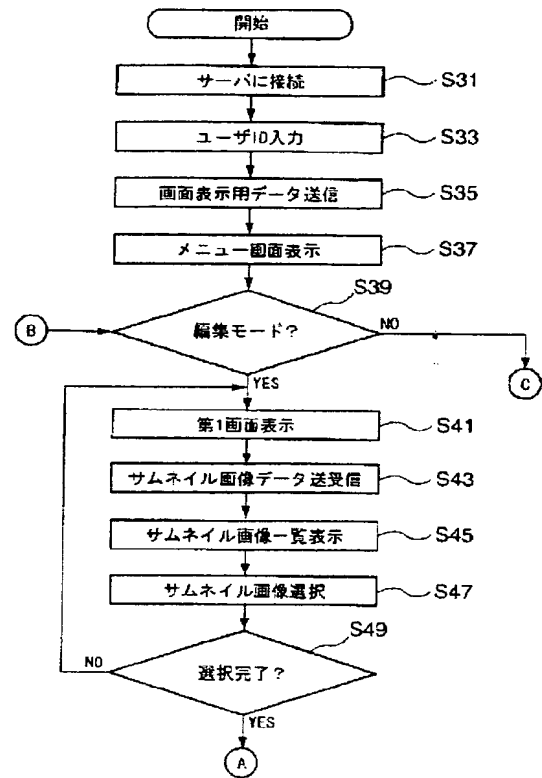 開始
サーバに接続 S31
ユーザID入力 S33
画面表示用データ送信 S35
メニュー画面表示 S37
S39
B 編集モード? NO
C
YES
第1画面表示 S41
サムネイル画像データ送受信 S43
サムネイル画像一覧表示 S45
サムネイル画像選択 S47
S49
NO 選択完了?
YES
A